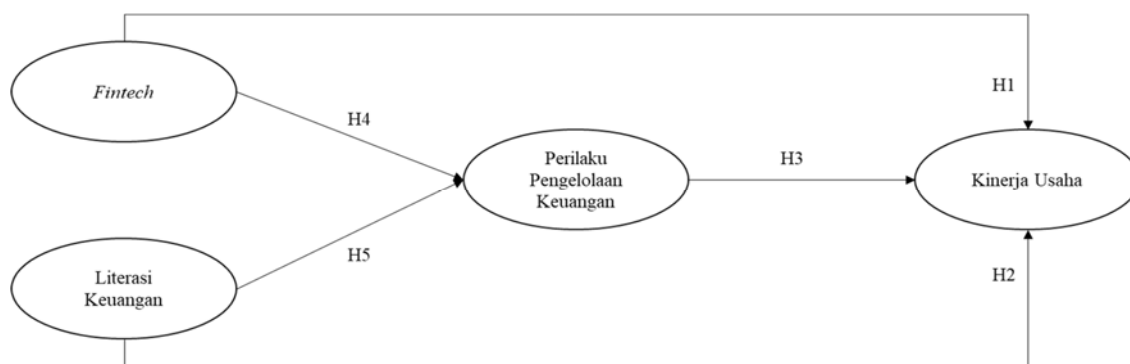 H1
Fintech
H4
Perilaku
Pengelolaan
Keuangan
H3
Kinerja Usaha
H5
Literasi
Keuangan
H2